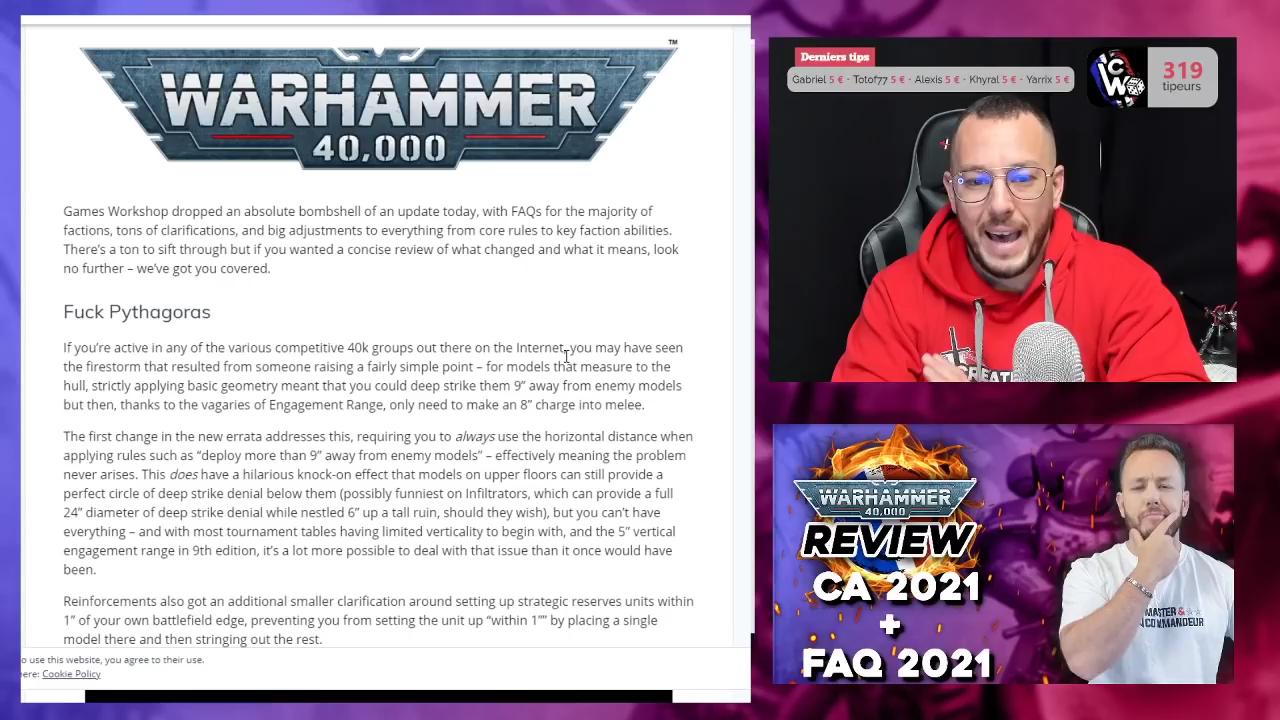 WARHAMMER
40,000
™
Games Workshop dropped an absolute bombshell of an update today, with FAQs for the majority of
factions, tons of clarifications, and big adjustments to everything from core rules to key faction abilities.
There's a ton to sift through but if you wanted a concise review of what changed and what it means, look
no further – we've got you covered.
Fuck Pythagoras
If you're active in any of the various competitive 40k groups out there on the Internet, you may have seen
the firestorm that resulted from someone raising a fairly simple point – for models that measure to the
hull, strictly applying basic geometry meant that you could deep strike them 9” away from enemy models
but then, thanks to the vagaries of Engagement Range, only need to make an 8” charge into melee.
The first change in the new errata addresses this, requiring you to always use the horizontal distance when
applying rules such as “deploy more than 9” away from enemy models” – effectively meaning the problem
never arises. This does have a hilarious knock-on effect that models on upper floors can still provide a
perfect circle of deep strike denial below them (possibly funniest on Infiltrators, which can provide a full
24” diameter deep strike denial while nestled 6” up a tall ruin, should they wish), but you can't have
everything – and with most tournament tables having limited verticality to begin with, and the 5” vertical
engagement range in 9th edition, it's a lot more possible to deal with that issue than it once would have
been.
Reinforcements also got an additional smaller clarification around setting up strategic reserves units within
1” of your own battlefield edge, preventing you from setting the unit up “within 1”” by placing a single
model there and then stringing out the rest.
o use this website, you agree to their use.
ere: Cookie Policy
Derniers tips
Gabriel 5 € - Totof77 5 € - Alexis 5 € - Khyral 5 € - Yarrix 5 €
319
tipeurs
WARHAMMER
40,000
REVIEW
CA 2021
+
FAQ 2021
MASTER &
COMMANDEUR